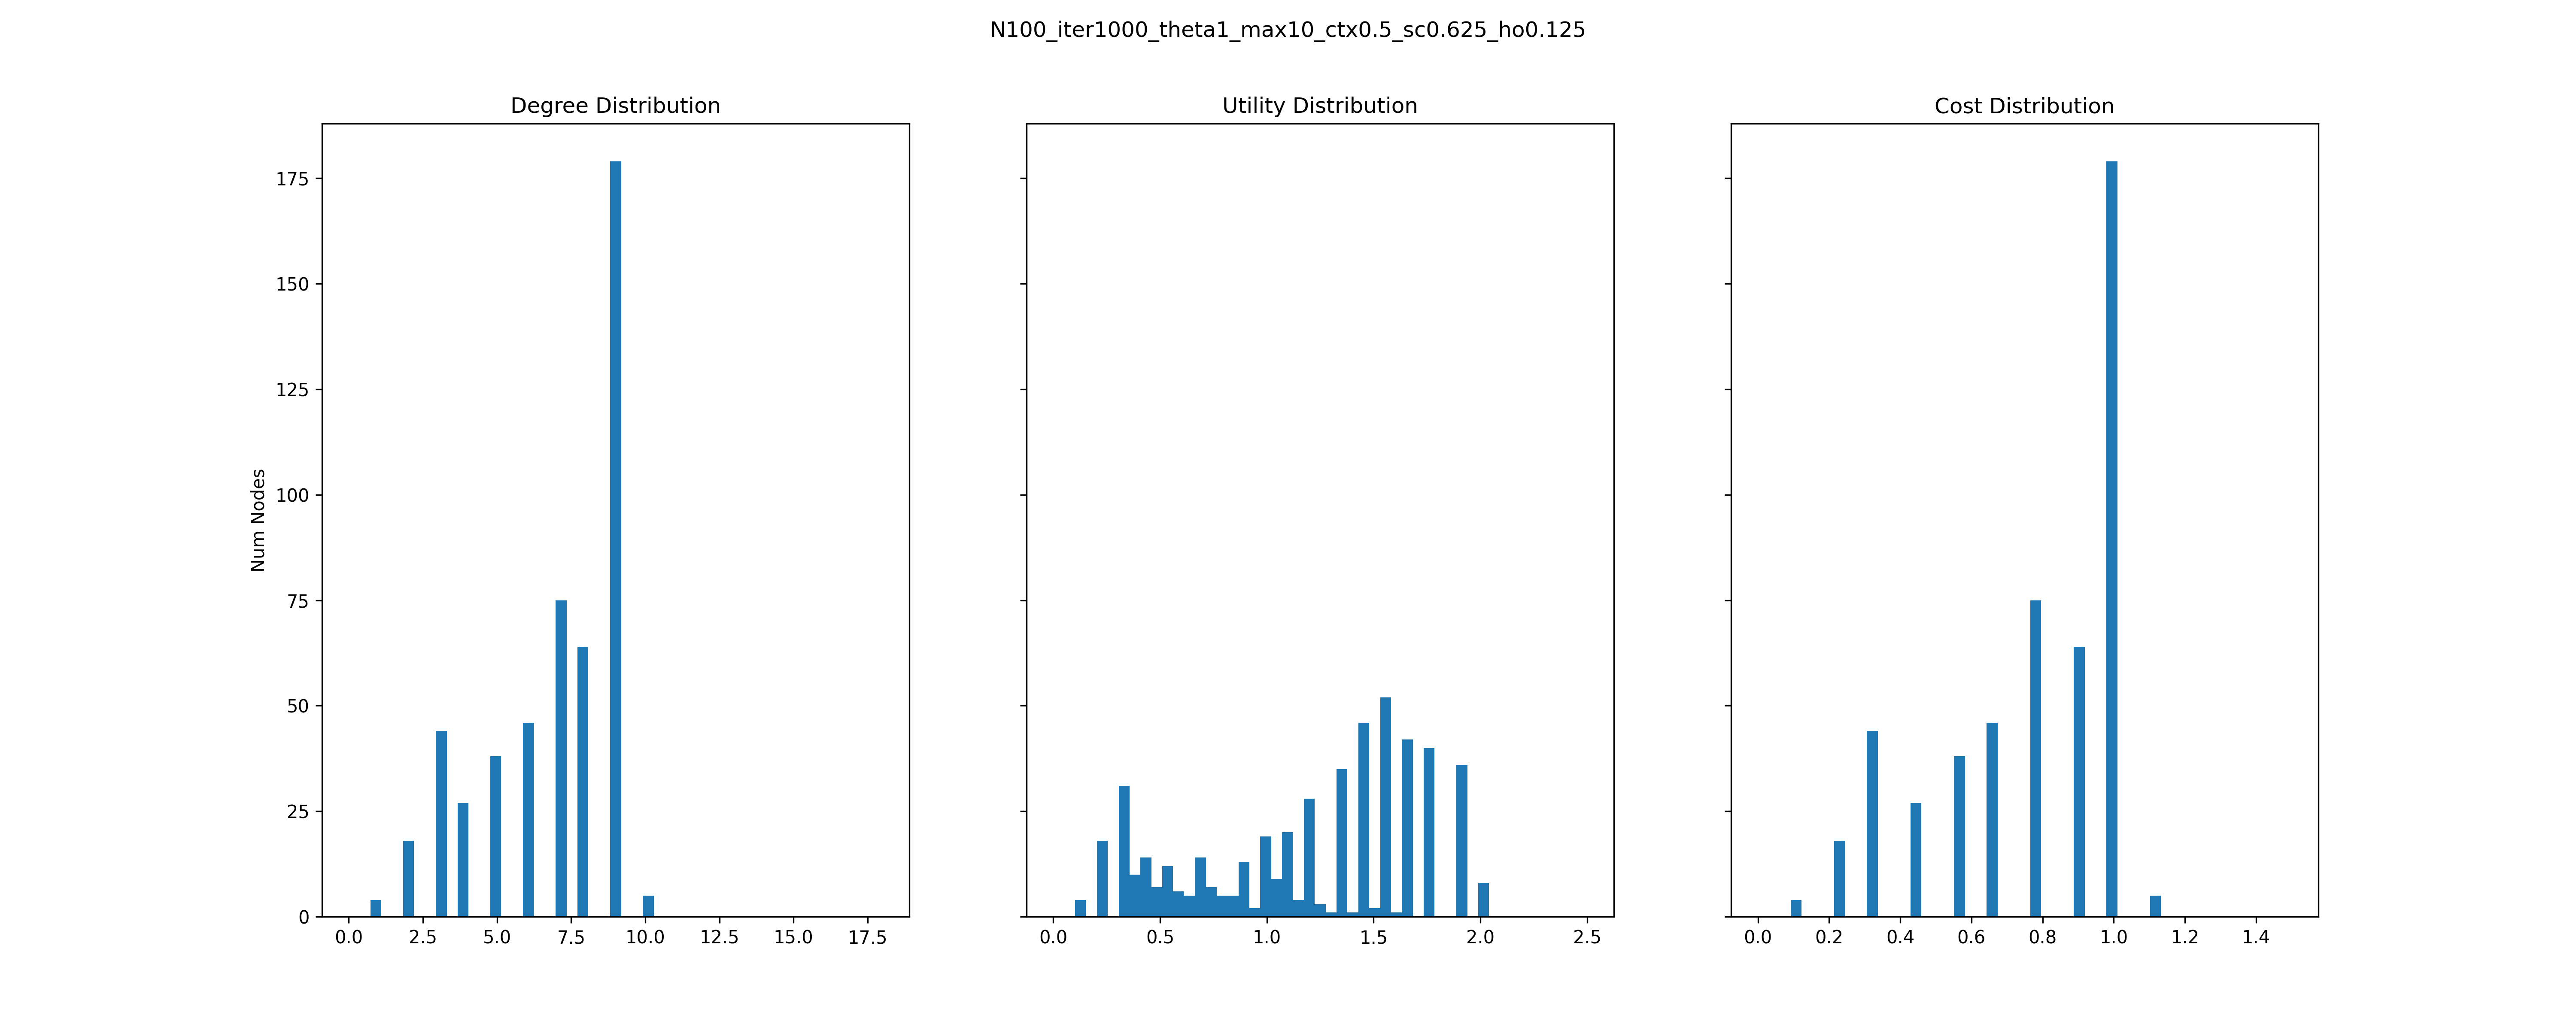 N100_iter1000_theta1_max10_ctx0.5_sc0.625_ho0.125
Degree Distribution
Num Nodes
175
150
125
100
75
50
25
0
0.0 2.5 5.0 7.5 10.0 12.5 15.0 17.5
Utility Distribution
0.0 0.5 1.0 1.5 2.0 2.5
Cost Distribution
0.0 0.2 0.4 0.6 0.8 1.0 1.2 1.4